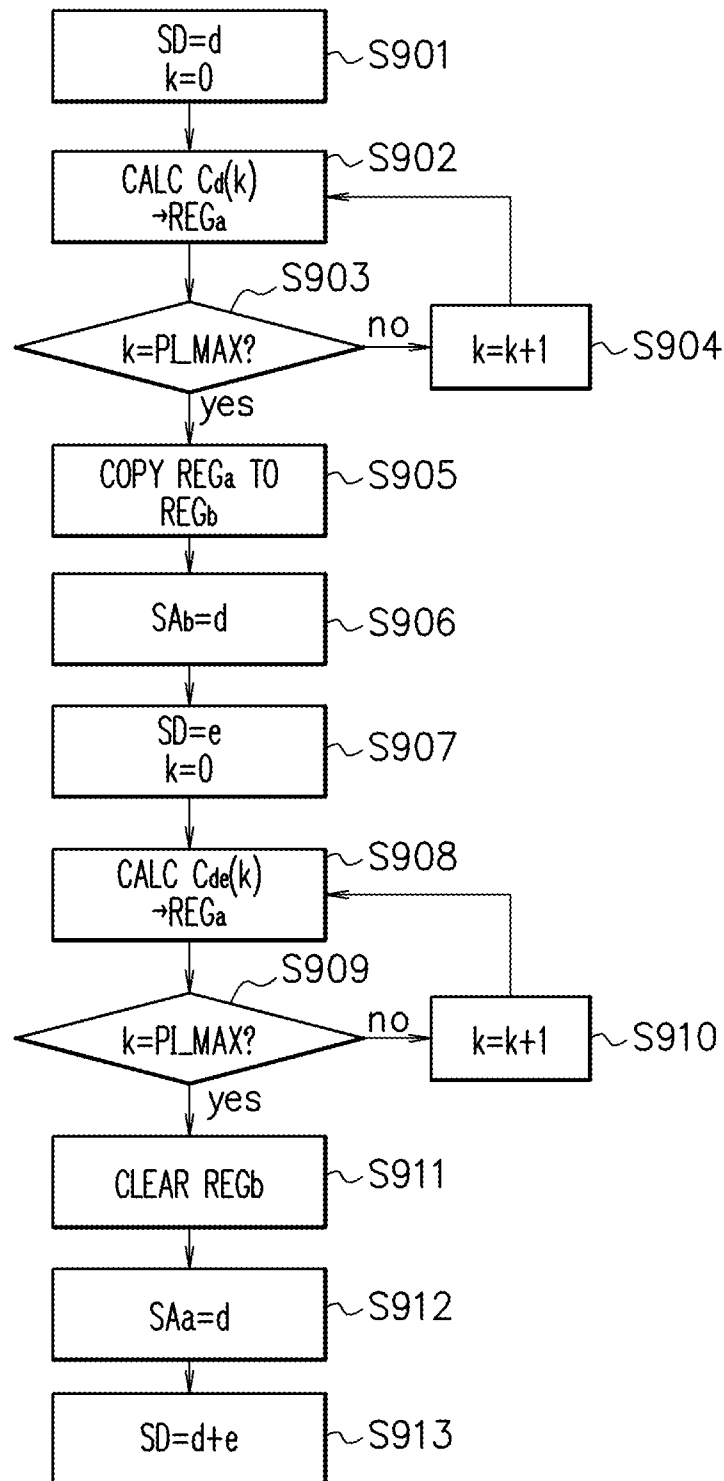 SD=d
k=0
S901
CALC Cd(k)
→REGa
S902
k=PI_MAX?
S903
no
k=k+1
S904
yes
COPY REGa TO
REGb
S905
SAb=d
S906
SD=e
k=0
S907
CALC Cde(k)
→REGa
S908
k=PI_MAX?
S909
no
k=k+1
S910
yes
CLEAR REGb
S911
SAa=d
S912
SD=d+e
S913